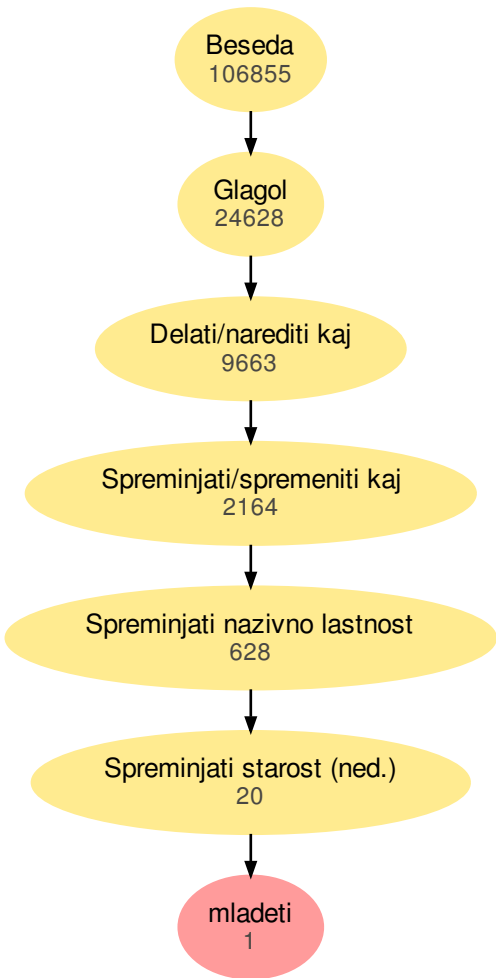 Beseda
106855
Glagol
24628
Delati/narediti kaj
9663
Spreminjati/spremeniti kaj
2164
Spreminjati nazivno lastnost
628
Spreminjati starost (ned.)
20
mladeti
1